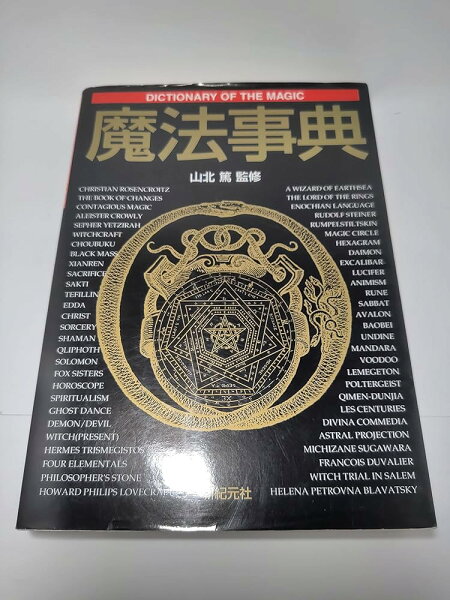 DICTIONARY OF THE MAGIC
魔法事典
山北 篤 監修
CHRISTIAN ROSENCROITZ
THE BOOK OF CHANGES
CONTAGIOUS MAGIC
ALEISTER CROWLY
SEPHER YETZIRAH
WITCHCRAFT
CHOUBUKU
BLACK MASS
XIANREN
SACRIFICE
SAKTI
TEFILLIN
EDDA
CHRIST
SORCERY
SHAMAN
QLIPHOTH
SOLOMON
FOX SISTERS
HOROSCOPE
SPIRITUALISM
GHOST DANCE
DEMON/DEVIL
WITCH(PRESENT)
HERMES TRISMEGISTOS
FOUR ELEMENTALS
PHILOSOPHER'S STONE
HOWARD PHILIPS LOVECRAF
A WIZARD OF EARTHSEA
THE LORD OF THE RINGS
ENOCHIAN LANGUAGE
RUDOLF STEINER
RUMPELSTILTSKIN
MAGIC CIRCLE
HEXAGRAM
DAIMON
EXCALIBAR
LUCIFER
ANIMISM
RUNE
SABBAT
AVALON
BAOBEI
UNDINE
MANDARA
VOODOO
LEMEGETON
POLTERGEIST
QIMEN-DUNJIA
LES CENTURIES
DIVINA COMMEDIA
ASTRAL PROJECTION
MICHIZANE SUGAWARA
FRANCOIS DUVALIER
WITCH TRIAL IN SALEM
HELENA PETROVNA BLAVATSKY
紀元社